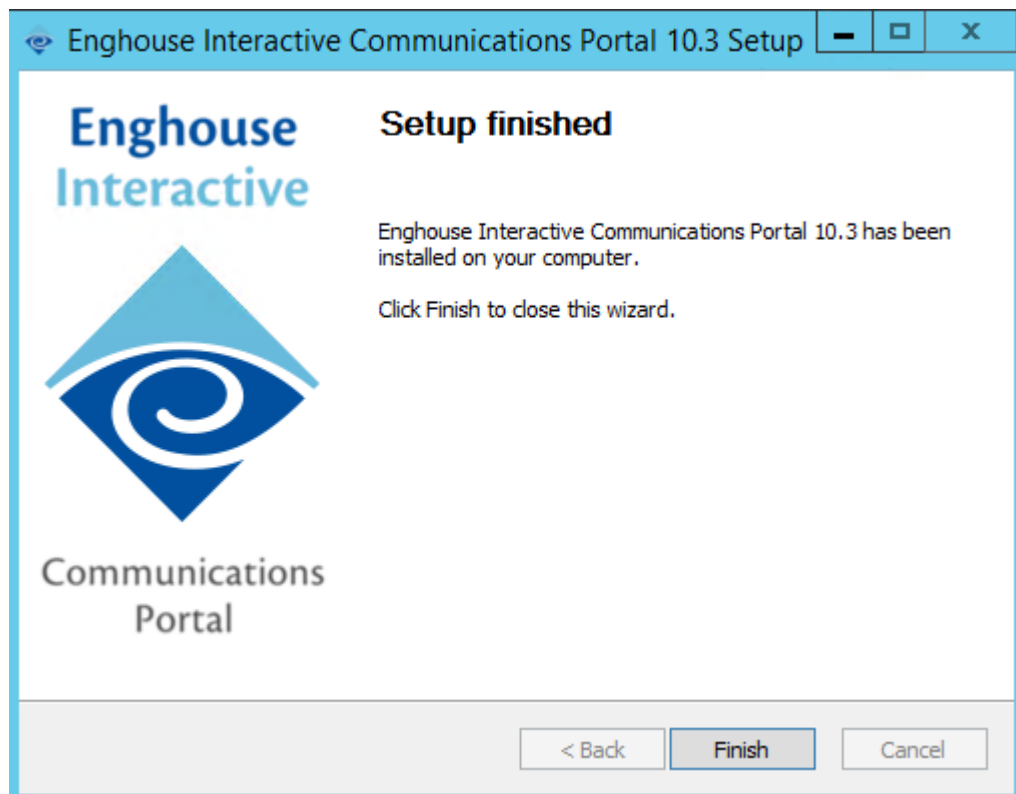 Enghouse Interactive Communications Portal 10.3 Setup
Enghouse
Interactive
Communications
Portal
Setup finished
Enghouse Interactive Communications Portal 10.3 has been
installed on your computer.
Click Finish to close this wizard.
< Back
Finish
Cancel